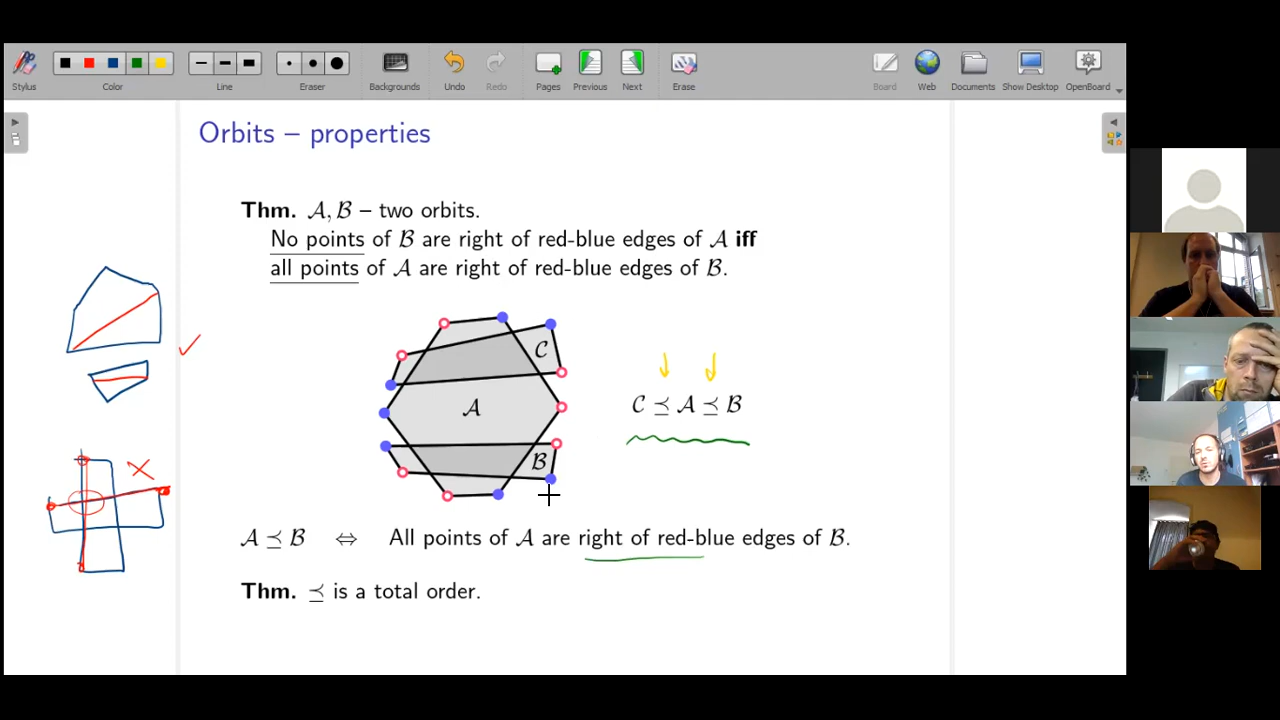 Stylus
Color
Line
Eraser
Backgrounds
Undo
Redo
Pages
Previous
Next
Erase
Board
Web
Documents
Show Desktop
OpenBoard
Orbits – properties
Thm. 𝒜, ℬ – two orbits.
No points of ℬ are right of red-blue edges of 𝒜 iff
all points of 𝒜 are right of red-blue edges of ℬ.
𝒞
𝒜
ℬ
𝒞 ⪯ 𝒜 ⪯ ℬ
𝒜 ⪯ ℬ ⇔ All points of 𝒜 are right of red-blue edges of ℬ.
Thm. ⪯ is a total order.